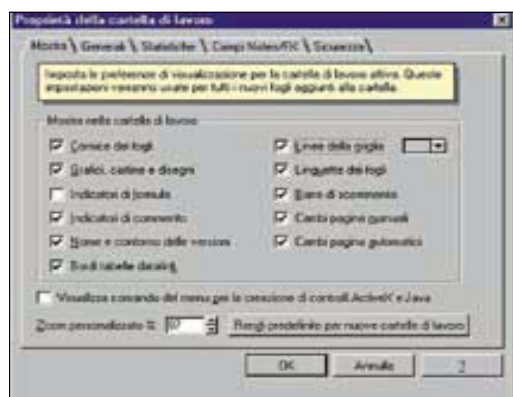 Proprietà della cartella di lavoro
Mostra \ Generali \ Statistiche \ Campi Notes/FX \ Sicurezza \
Imposta le preferenze di visualizzazione per la cartella di lavoro attiva. Queste
impostazioni verranno usate per tutti i nuovi fogli aggiunti alla cartella.
Mostra nella cartella di lavoro
Cornice dei fogli
Linee della griglia
Grafici, cartine e disegni
Linguette dei fogli
Indicatori di formula
Barre di scorrimento
Indicatori di commento
Cambi pagina manuali
Nome e contorno delle versioni
Cambi pagina automatici
Bordi tabelle
Visualizza comando del menu per la creazione di controlli ActiveX e Java
Zoom personalizzato %:
Rendi predefinito per nuove cartelle di lavoro
OK
Annulla
?